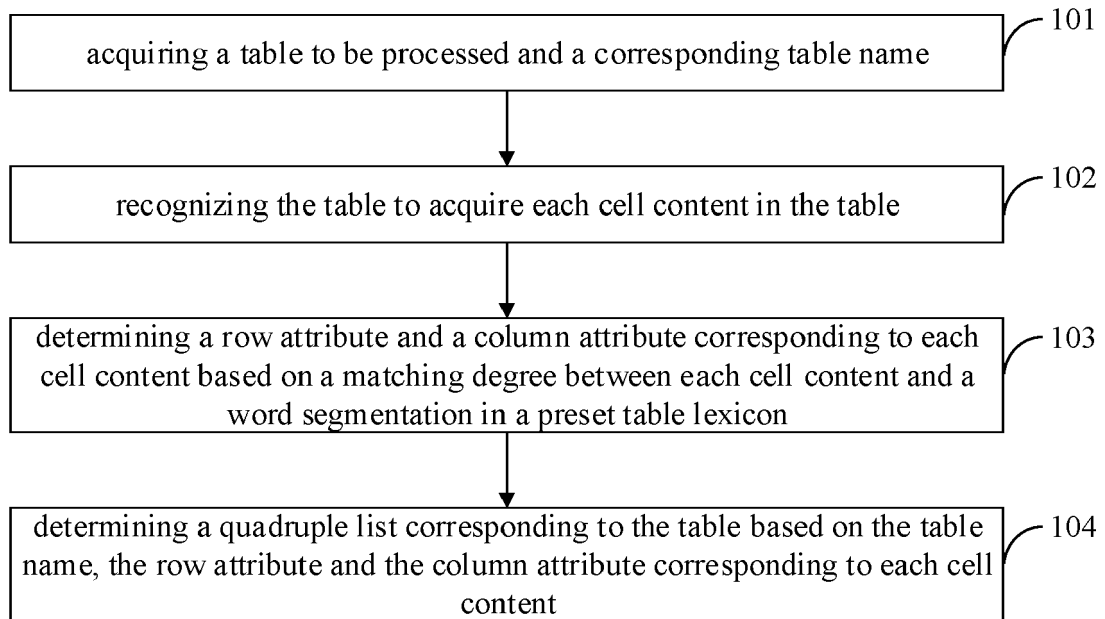 acquiring a table to be processed and a corresponding table name
101
recognizing the table to acquire each cell content in the table
102
determining a row attribute and a column attribute corresponding to each
cell content based on a matching degree between each cell content and a
word segmentation in a preset table lexicon
103
determining a quadruple list corresponding to the table based on the table
name, the row attribute and the column attribute corresponding to each cell
content
104